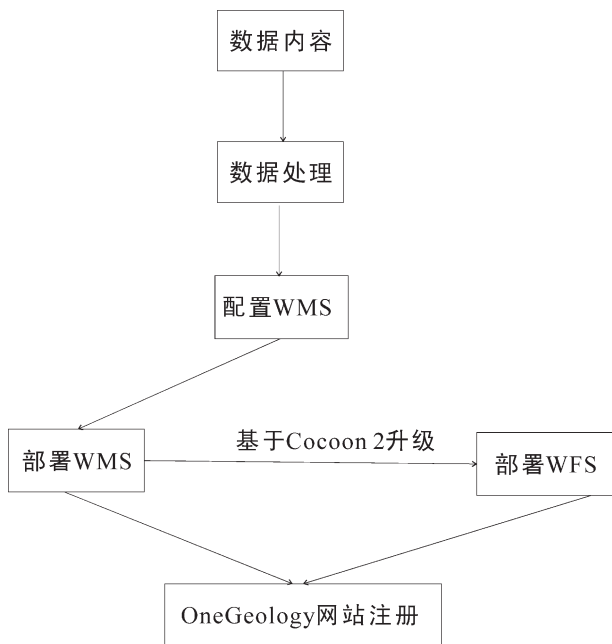 数据内容
数据处理
配置WMS
基于Cocoon 2升级
部署WMS
部署WFS
OneGeology网站注册